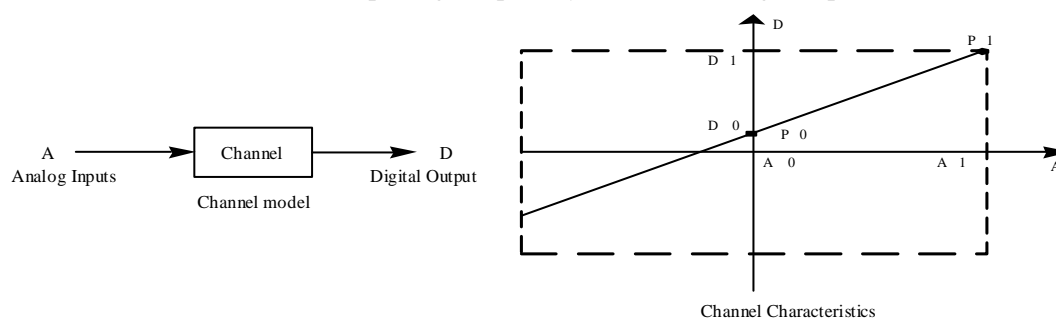 A
Analog Inputs
Channel
Channel model
D
Digital Output
D
P 1
D 1
D 0
P 0
A 0
A 1
A
Channel Characteristics